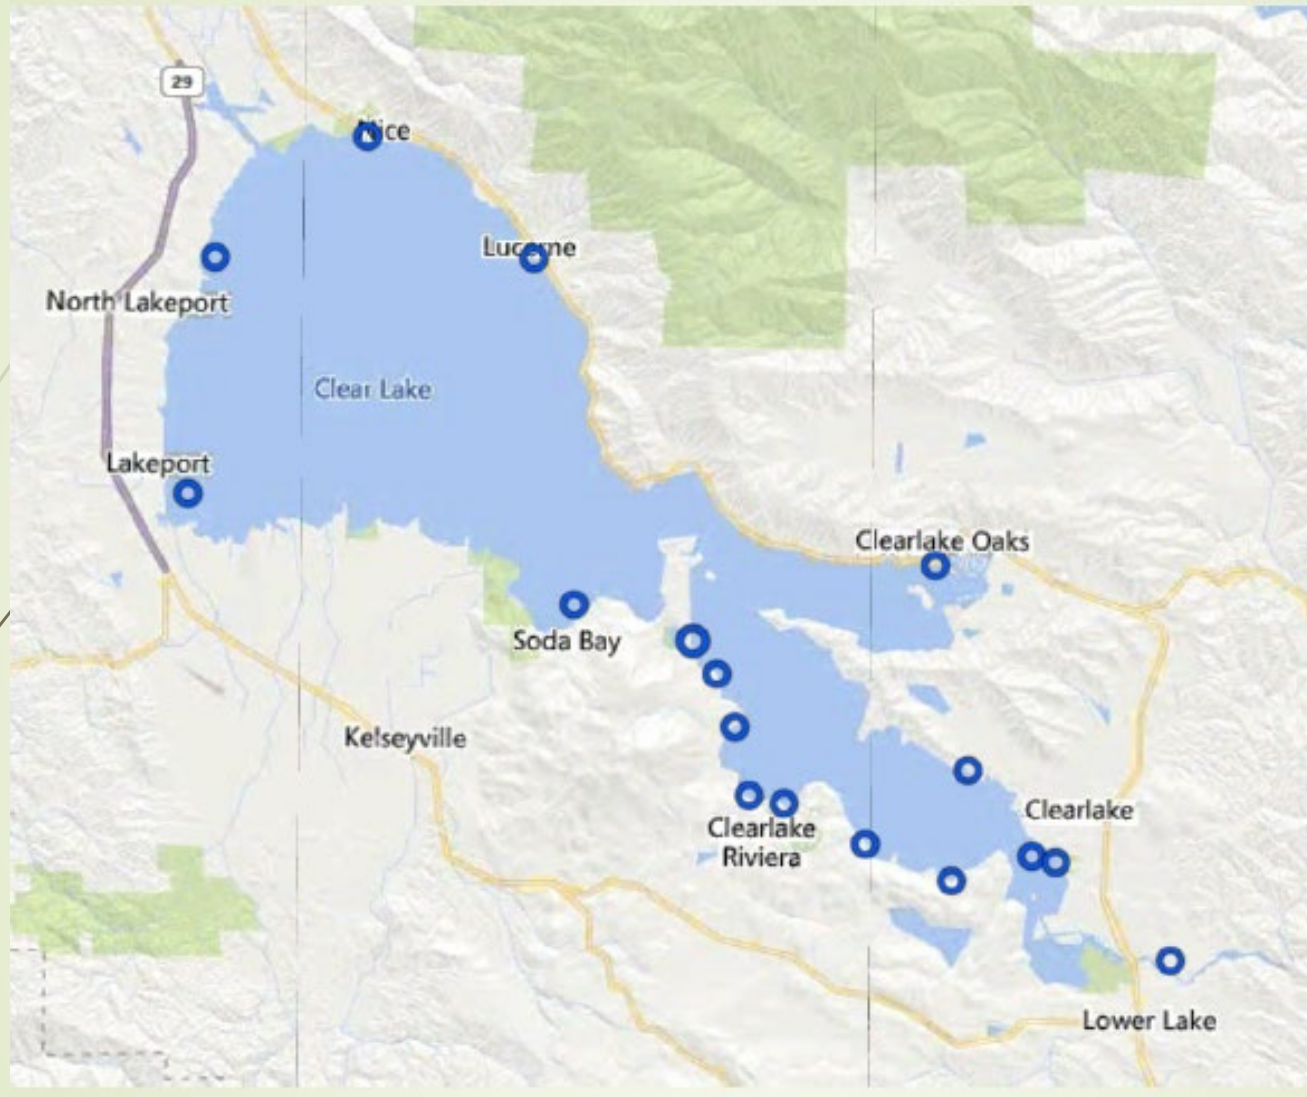 29
Nice
Lucerne
North Lakeport
Clear Lake
Lakeport
Clearlake Oaks
Soda Bay
Kelseyville
Clearlake
Clearlake
Riviera
Lower Lake